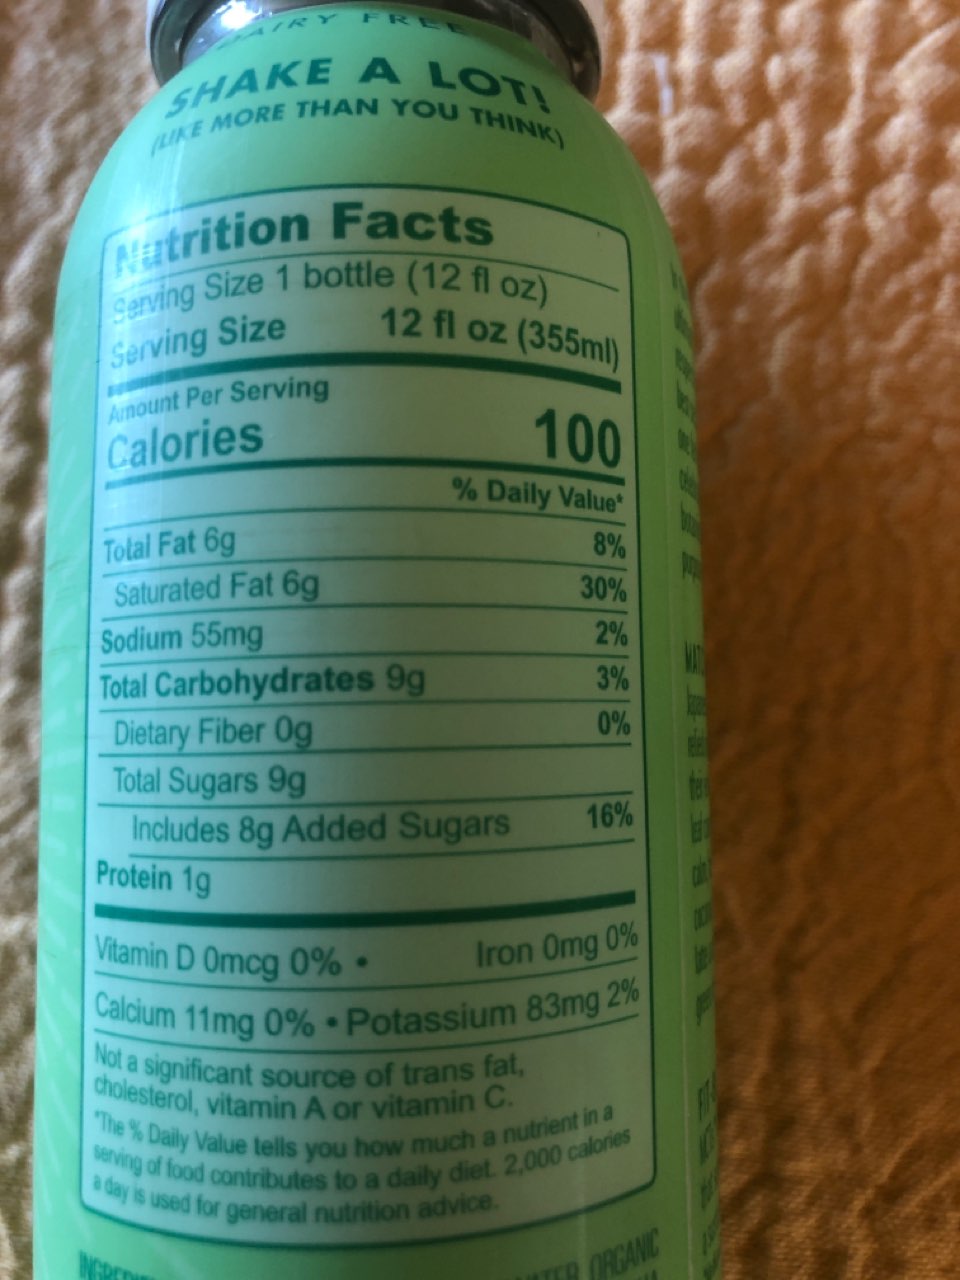 DAIRY FREE
SHAKE A LOT!
(LIKE MORE THAN YOU THINK)
Nutrition Facts
Serving Size 1 bottle (12 fl oz)
Serving Size 12 fl oz (355ml)
Amount Per Serving
Calories 100
% Daily Value*
Total Fat 6g 8%
Saturated Fat 6g 30%
Sodium 55mg 2%
Total Carbohydrates 9g 3%
Dietary Fiber 0g 0%
Total Sugars 9g
Includes 8g Added Sugars 16%
Protein 1g
Vitamin D 0mcg 0% • Iron 0mg 0%
Calcium 11mg 0% • Potassium 83mg 2%
Not a significant source of trans fat,
cholesterol, vitamin A or vitamin C.
*The % Daily Value tells you how much a nutrient in a
serving of food contributes to a daily diet. 2,000 calories
a day is used for general nutrition advice.
WATER, ORGANIC